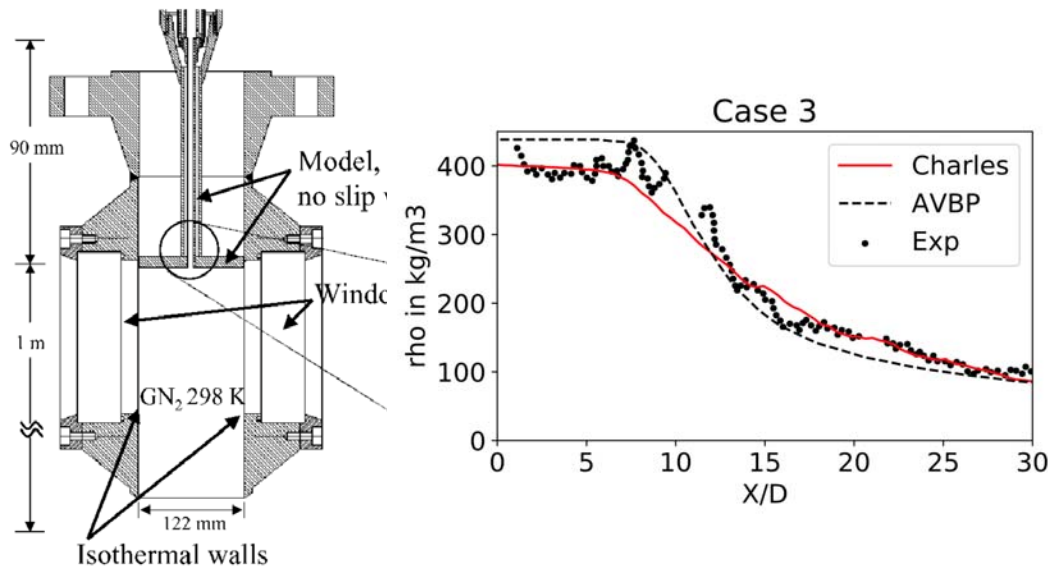 90 mm
Model,
no slip
Windo
1 m
GN₂ 298 K
122 mm
Isothermal walls
Case 3
Charles
AVBP
Exp
rho in kg/m3
400
300
200
100
0
0 5 10 15 20 25 30
X/D